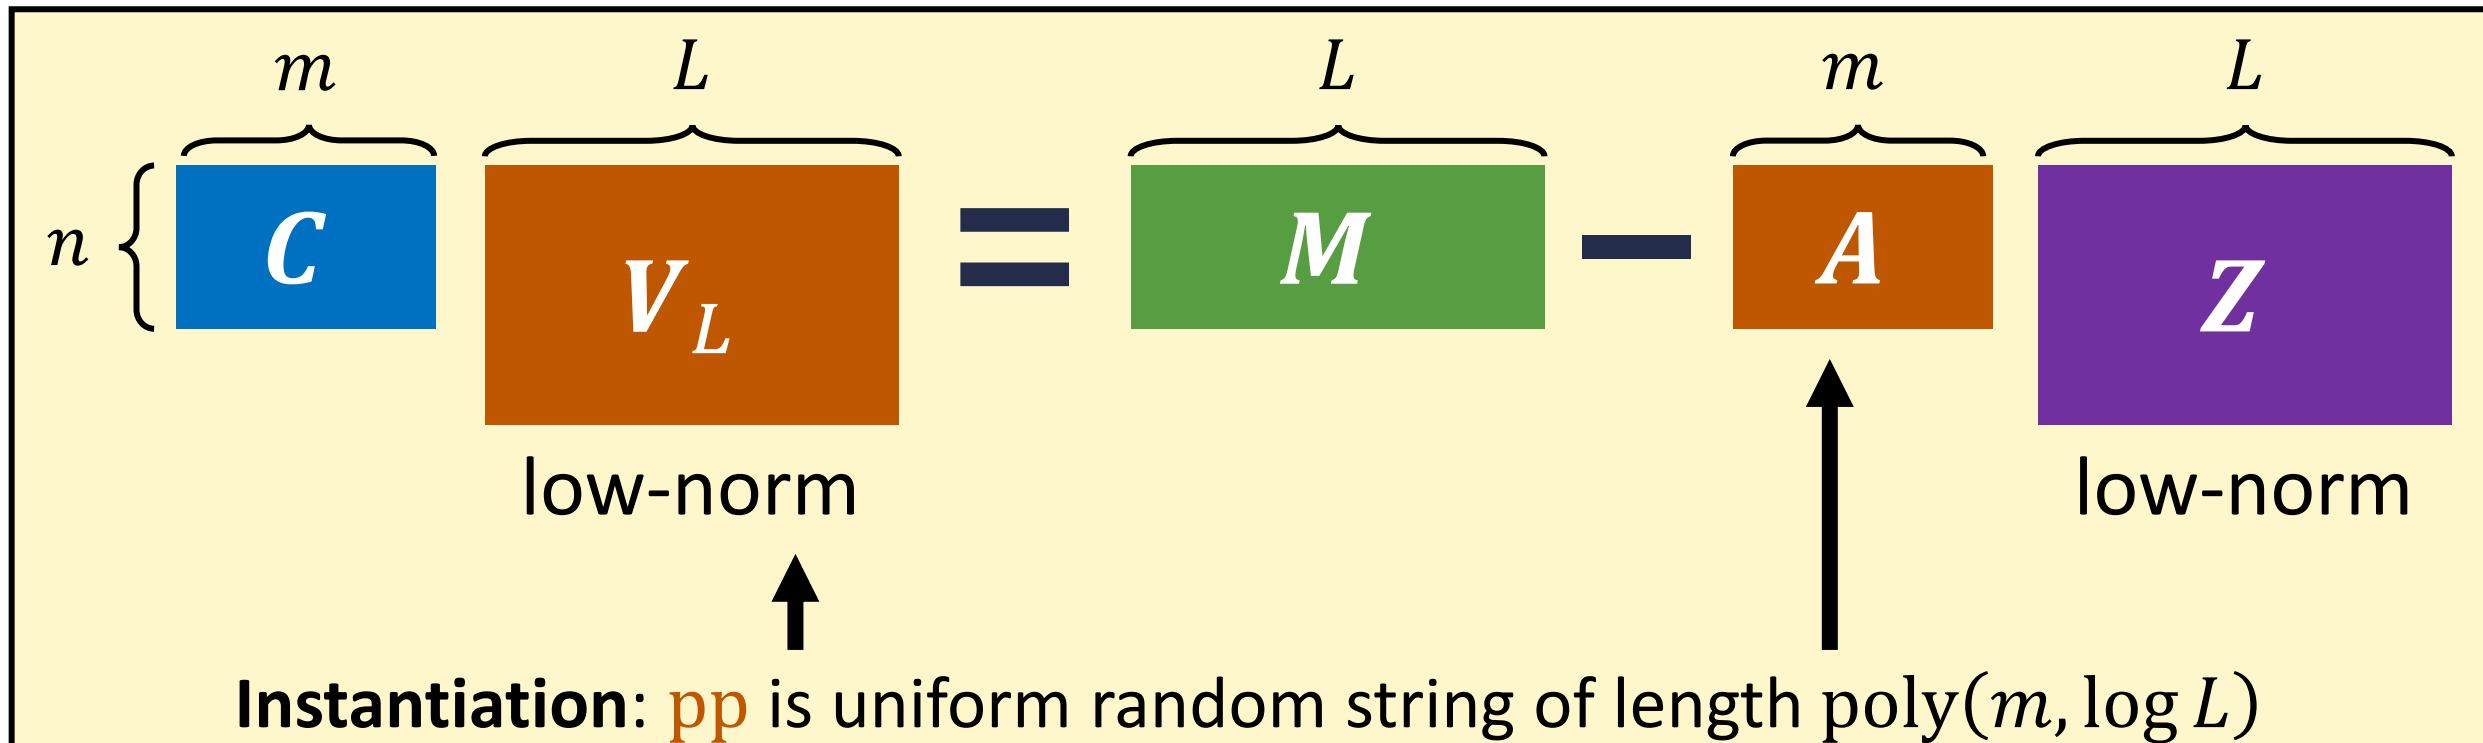 m L L m L
n { C V_L = M − A Z
low-norm low-norm
Instantiation: pp is uniform random string of length poly(m, log L)